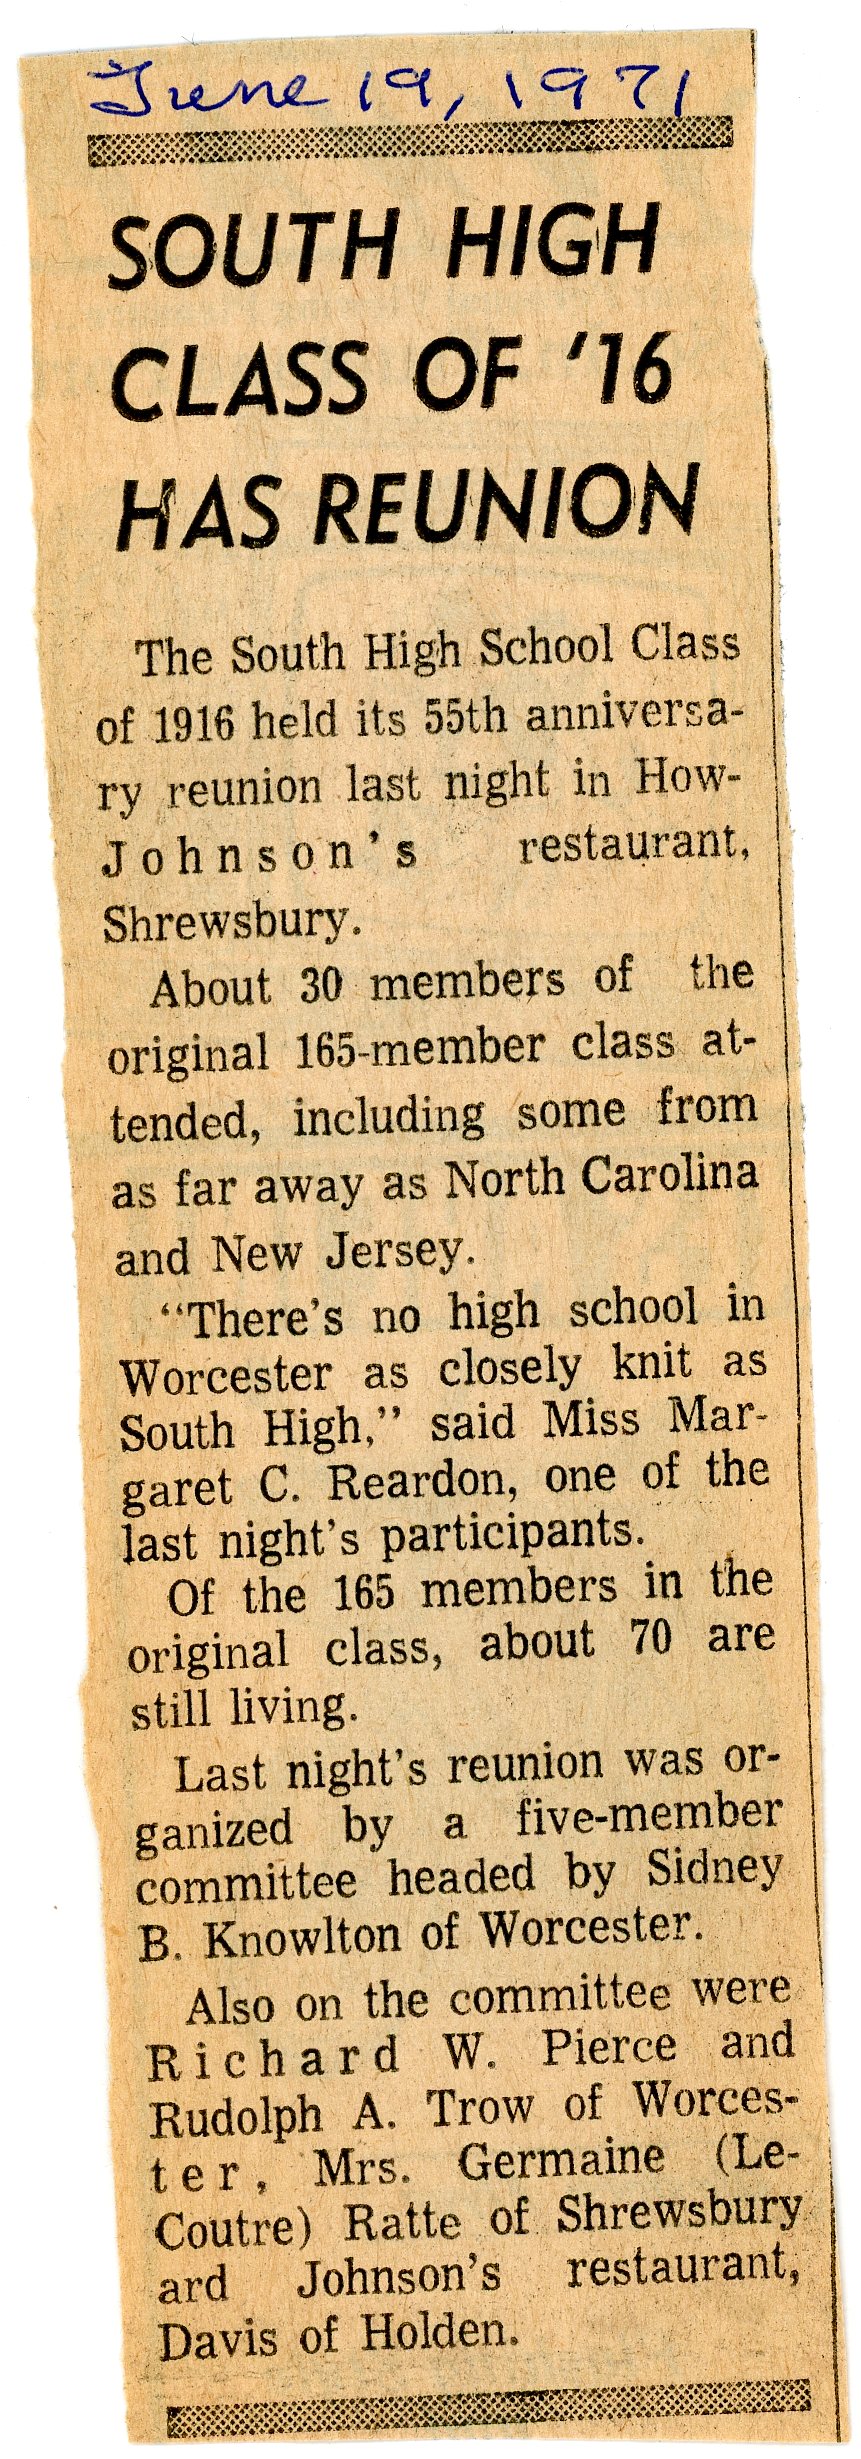 June 19, 1971
SOUTH HIGH
CLASS OF '16
HAS REUNION
The South High School Class
of 1916 held its 55th anniversa-
ry reunion last night in How-
Johnson's restaurant,
Shrewsbury.
About 30 members of the
original 165-member class at-
tended, including some from
as far away as North Carolina
and New Jersey.
“There's no high school in
Worcester as closely knit as
South High,” said Miss Mar-
garet C. Reardon, one of the
last night's participants.
Of the 165 members in the
original class, about 70 are
still living.
Last night's reunion was or-
ganized by a five-member
committee headed by Sidney
B. Knowlton of Worcester.
Also on the committee were
Richard W. Pierce and
Rudolph A. Trow of Worces-
ter, Mrs. Germaine (Le-
Coutre) Ratte of Shrewsbury
ard Johnson's restaurant,
Davis of Holden.